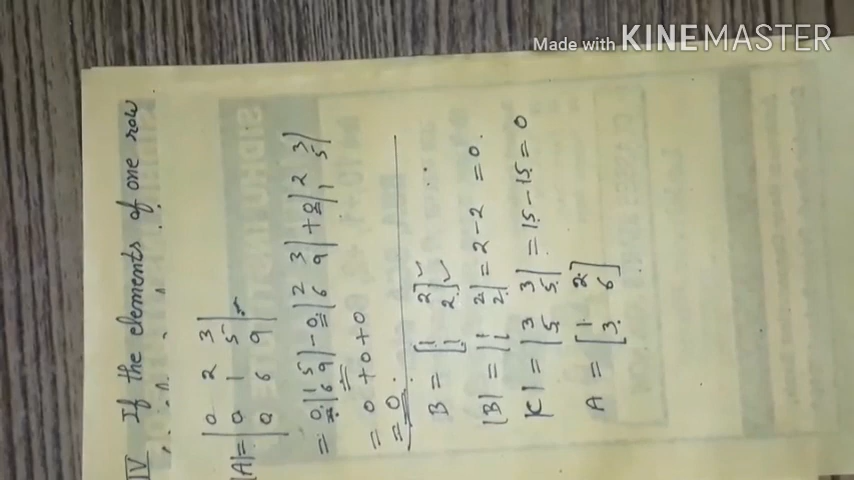 Made with KINEMASTER
IV If the elements of one row
|A| = |0 2 3|
|0 1 5|
|0 6 9|
= 0|1 5| - 0|2 3| + 0|2 3|
|6 9| |6 9| |1 5|
= 0 + 0 + 0
= 0.
B = [1 2]
[1 2]
|B| = |1 2| = 2 - 2 = 0.
|1 2|
|C| = |3 3| = 15 - 15 = 0
|5 5|
A = [1 2]
[3 6]